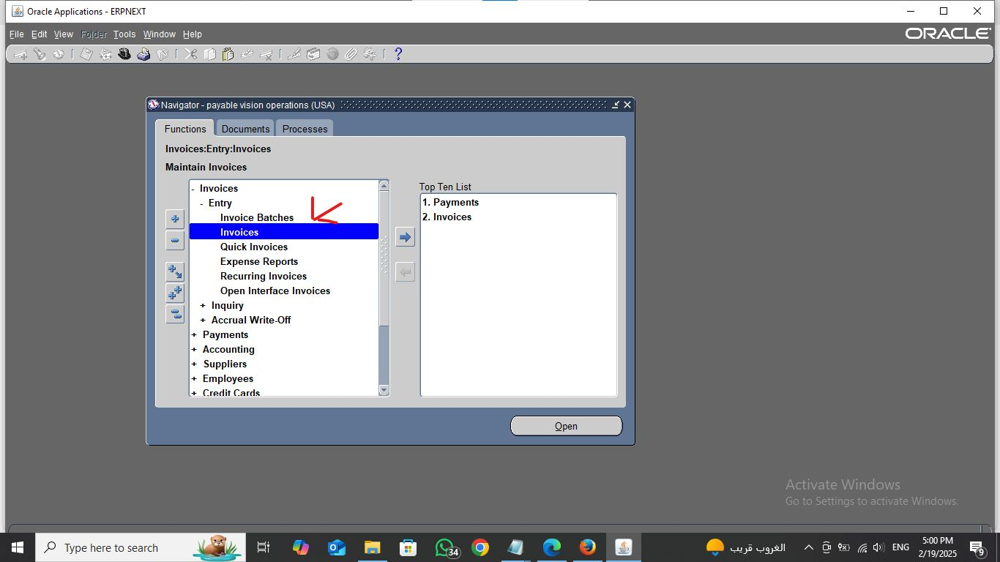 Oracle Applications - ERPNEXT
File Edit View Folder Tools Window Help
ORACLE
Navigator - payable vision operations (USA)
Functions Documents Processes
Invoices:Entry:Invoices
Maintain Invoices
Top Ten List
- Invoices
- Entry
Invoice Batches
Invoices
Quick Invoices
Expense Reports
Recurring Invoices
Open Interface Invoices
+ Inquiry
+ Accrual Write-Off
+ Payments
+ Accounting
+ Suppliers
+ Employees
+ Credit Cards
1. Payments
2. Invoices
Open
Activate Windows
Go to Settings to activate Windows.
Type here to search
34
الغروب قريب
ENG
5:00 PM
2/19/2025
9